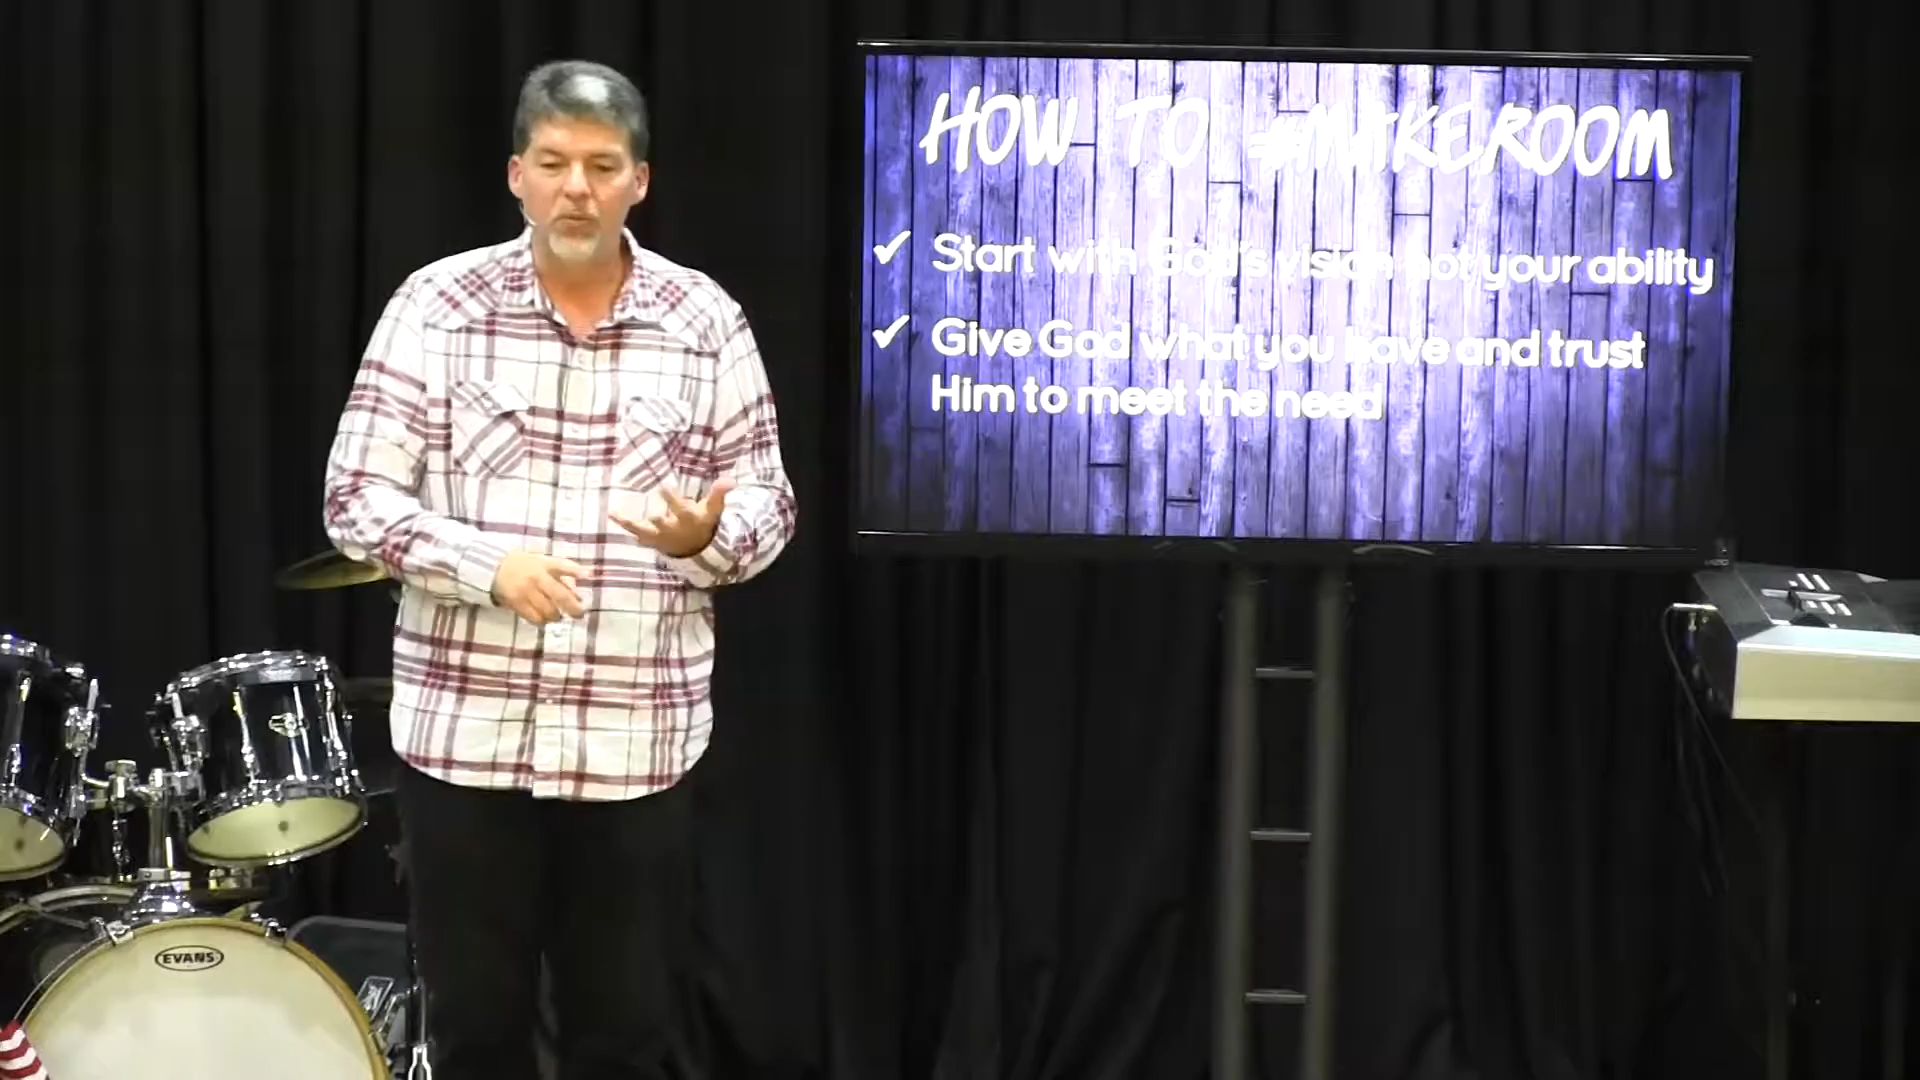 HOW TO #MAKEROOM
✓ Start with God's vision not your ability
✓ Give God what you have and trust
Him to meet the need
EVANS